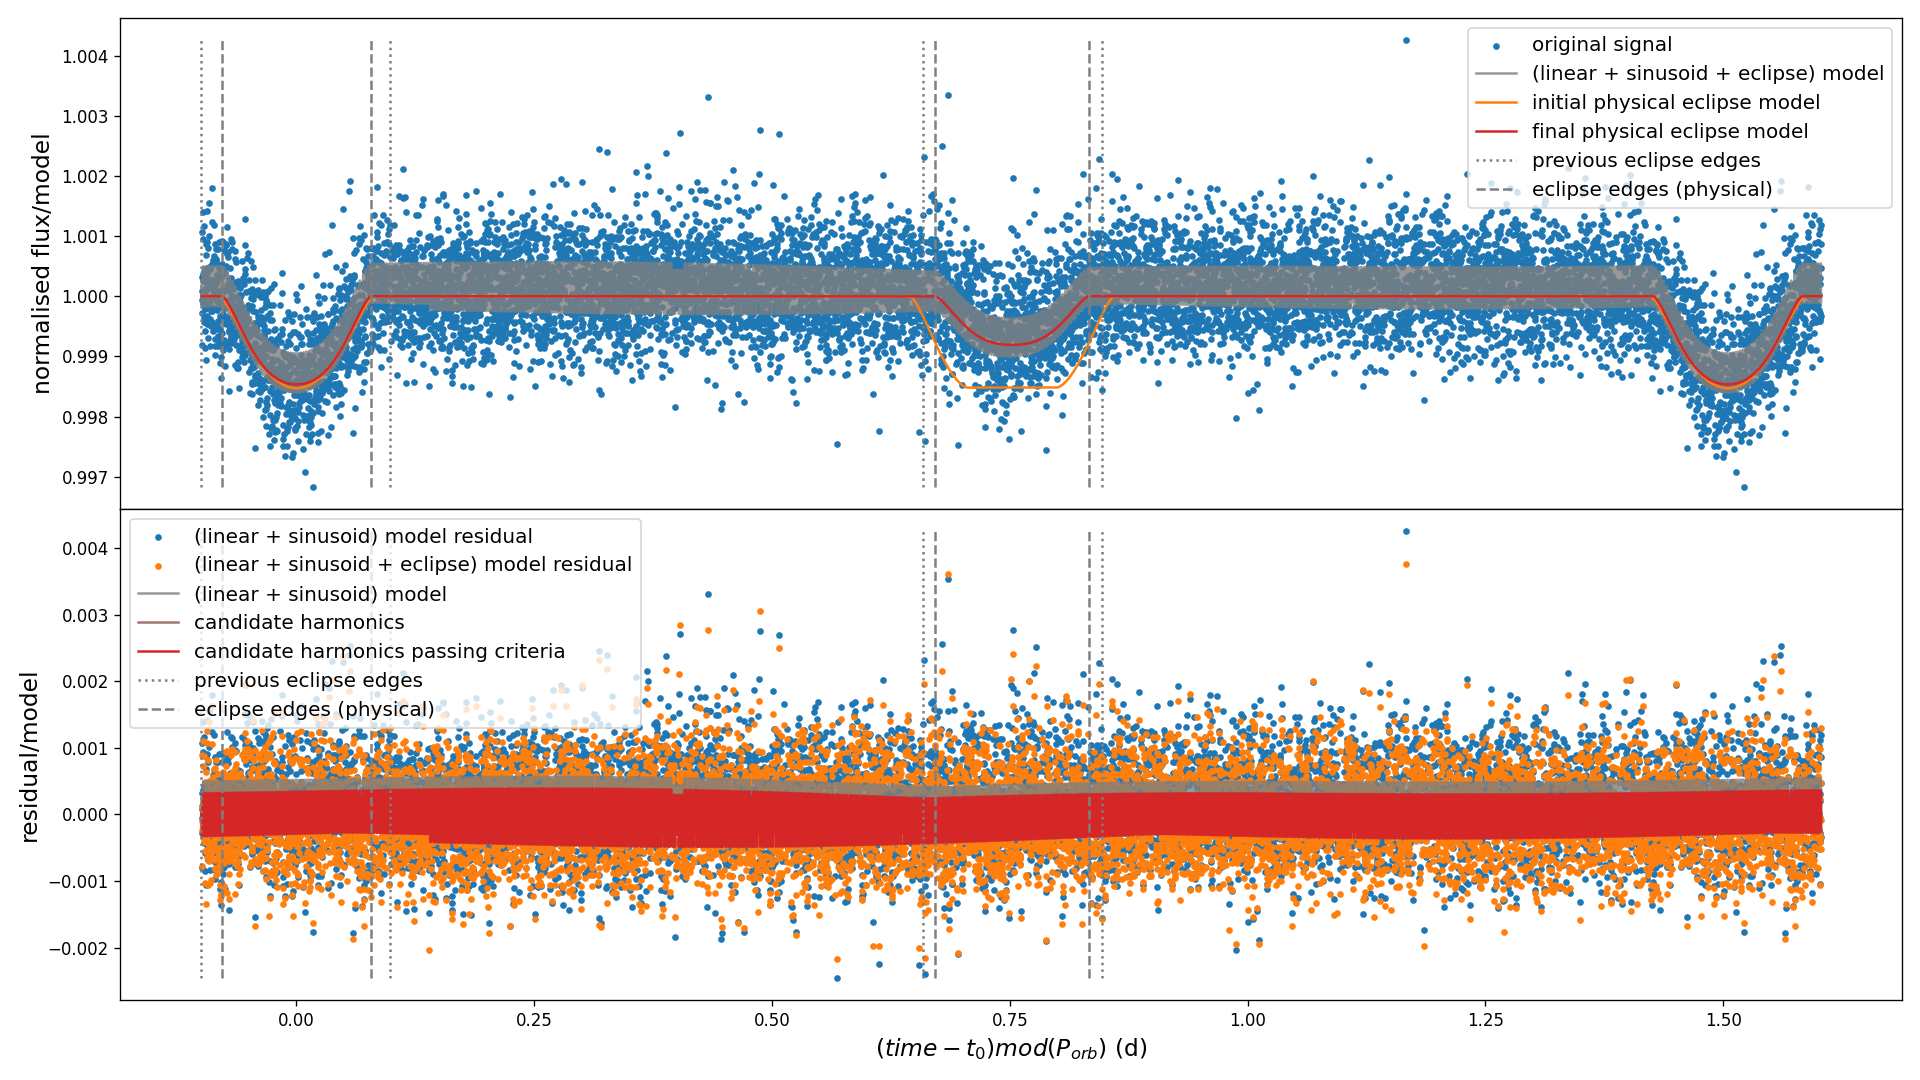 normalised flux/model
1.004
1.003
1.002
1.001
1.000
0.999
0.998
0.997
original signal
(linear + sinusoid + eclipse) model
initial physical eclipse model
final physical eclipse model
previous eclipse edges
eclipse edges (physical)
residual/model
0.004
0.003
0.002
0.001
0.000
−0.001
−0.002
(linear + sinusoid) model residual
(linear + sinusoid + eclipse) model residual
(linear + sinusoid) model
candidate harmonics
candidate harmonics passing criteria
previous eclipse edges
eclipse edges (physical)
0.00 0.25 0.50 0.75 1.00 1.25 1.50
(time − t₀)mod(Pₒᵣb) (d)